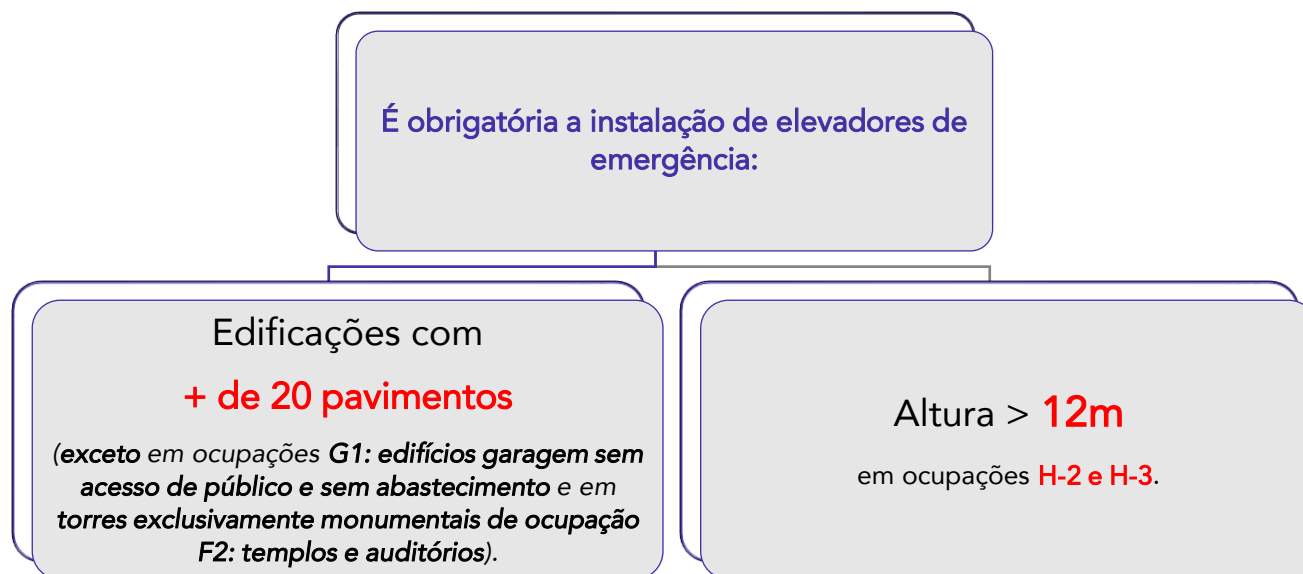 É obrigatória a instalação de elevadores de
emergência:
Edificações com
+ de 20 pavimentos
(exceto em ocupações G1: edifícios garagem sem
acesso de público e sem abastecimento e em
torres exclusivamente monumentais de ocupação
F2: templos e auditórios).
Altura > 12m
em ocupações H-2 e H-3.